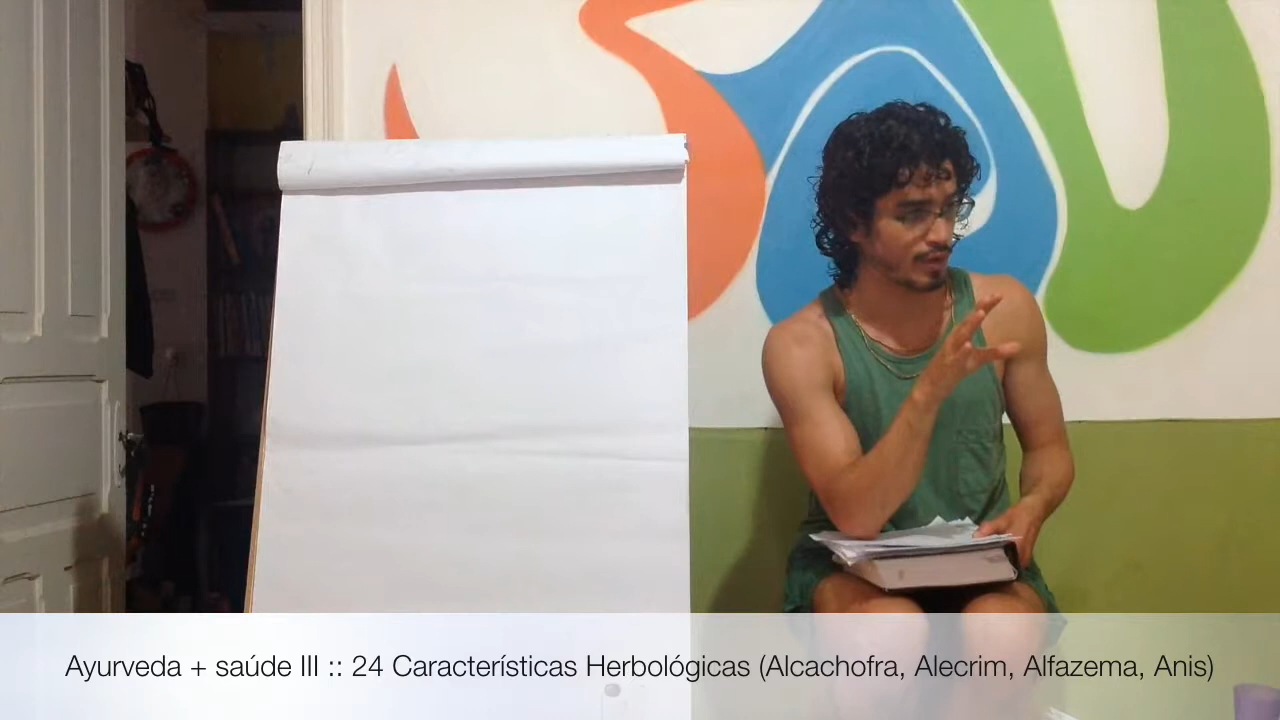 Ayurveda + saúde III :: 24 Características Herbológicas (Alcachofra, Alecrim, Alfazema, Anis)